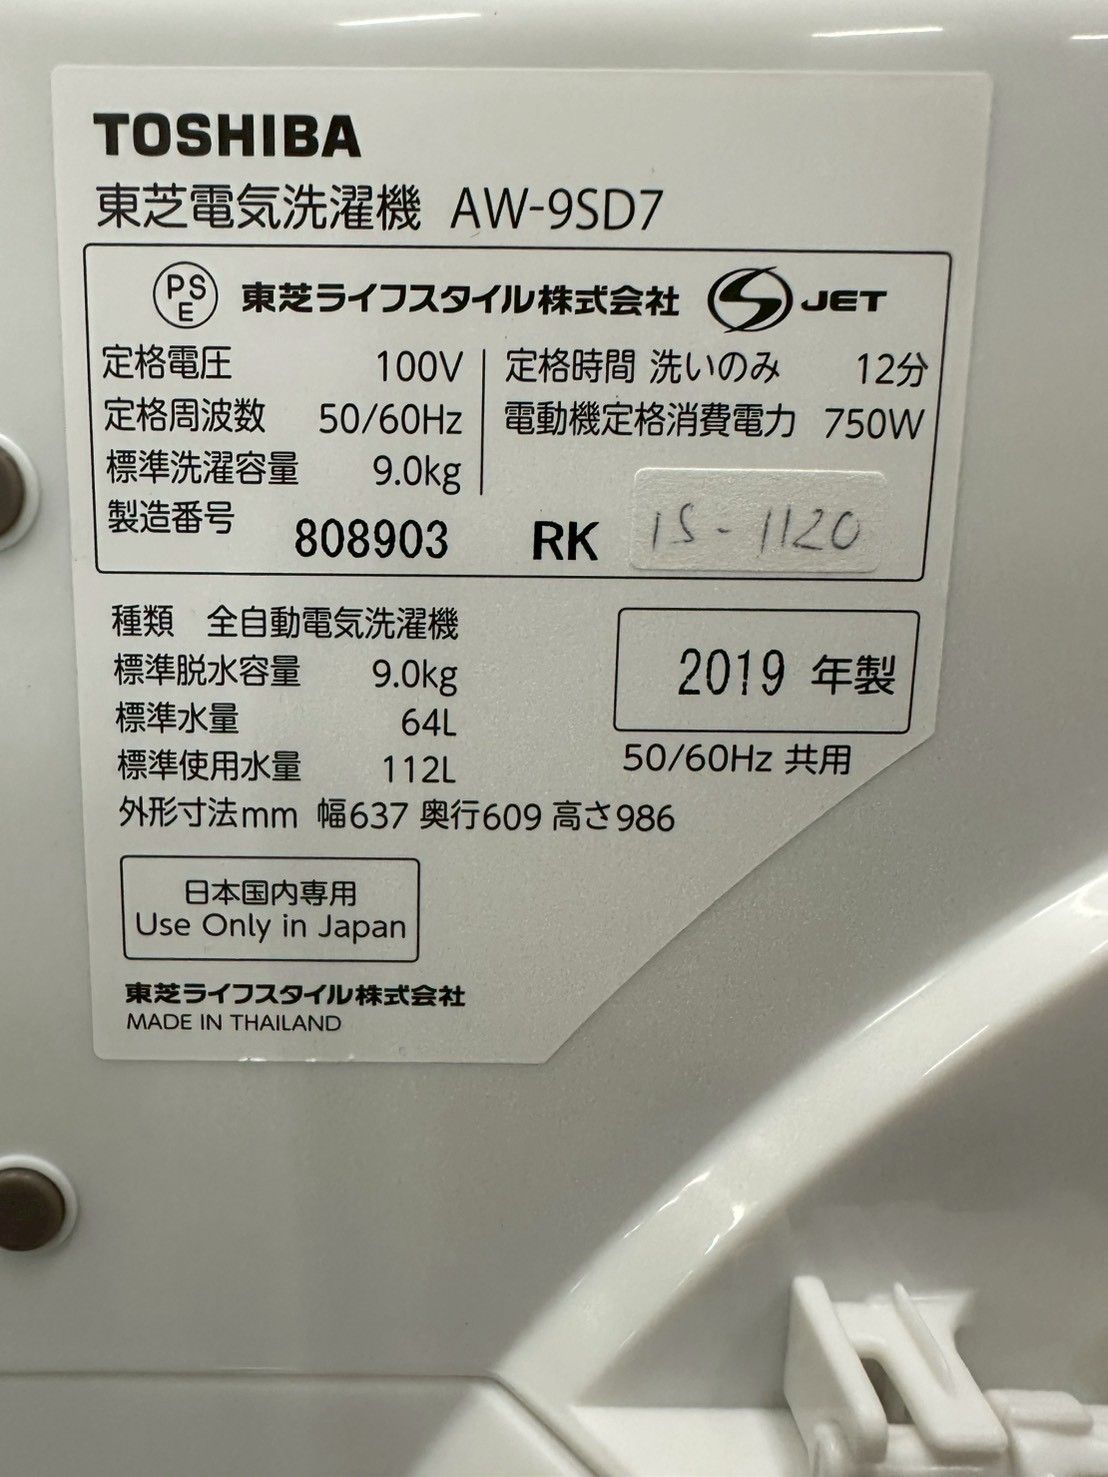 TOSHIBA
東芝電気洗濯機 AW-9SD7
PSE 東芝ライフスタイル株式会社 S JET
定格電圧 100V 定格時間 洗いのみ 12分
定格周波数 50/60Hz 電動機定格消費電力 750W
標準洗濯容量 9.0kg
製造番号 808903 RK 1S-1120
種類 全自動電気洗濯機
標準脱水容量 9.0kg
2019 年製
標準水量 64L
50/60Hz 共用
標準使用水量 112L
外形寸法mm 幅637 奥行609 高さ986
日本国内専用
Use Only in Japan
東芝ライフスタイル株式会社
MADE IN THAILAND